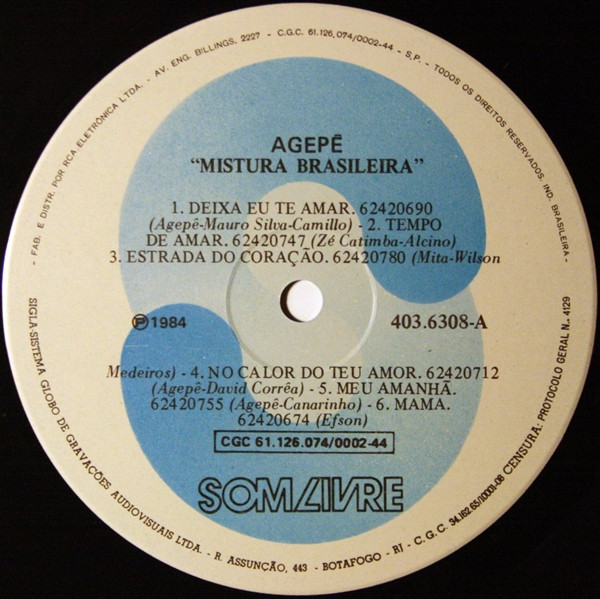 - FAB. E DISTR. POR RCA ELETRÔNICA LTDA. - AV. ENG. BILLINGS, 2227 - C.G.C. 61.126.074/0002-44 - S.P. - TODOS OS DIREITOS RESERVADOS. IND. BRASILEIRA -
AGEPÊ
"MISTURA BRASILEIRA"
1. DEIXA EU TE AMAR. 62420690
(Agepê-Mauro Silva-Camillo) - 2. TEMPO
DE AMAR. 62420747 (Zé Catimba-Alcino)
3. ESTRADA DO CORAÇÃO. 62420780 (Mita-Wilson
Ⓟ 1984
403.6308-A
Medeiros) - 4. NO CALOR DO TEU AMOR. 62420712
(Agepê-David Corrêa) - 5. MEU AMANHÃ.
62420755 (Agepê-Canarinho) - 6. MAMA.
62420674 (Efson)
CGC 61.126.074/0002-44
SOMLIVRE
SIGLA-SISTEMA GLOBO DE GRAVAÇÕES AUDIOVISUAIS LTDA. - R. ASSUNÇÃO, 443 - BOTAFOGO - RJ - C.G.C. 34.162.651/0001-08 CENSURA: PROTOCOLO GERAL N.º 4129